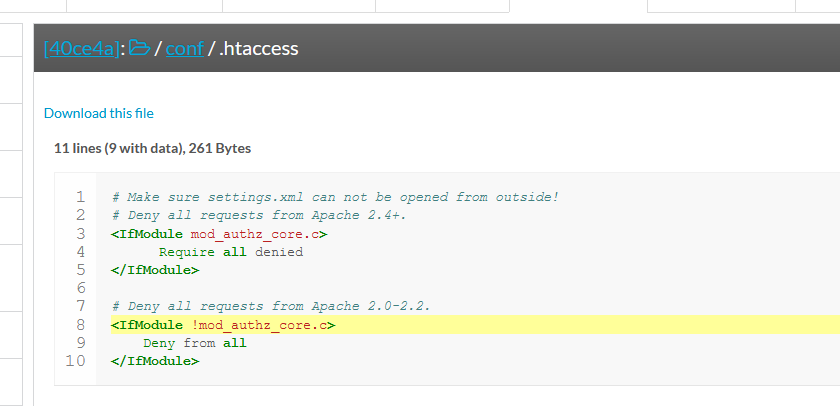 [40ce4a]: / conf / .htaccess
Download this file
11 lines (9 with data), 261 Bytes
1 # Make sure settings.xml can not be opened from outside!
2 # Deny all requests from Apache 2.4+.
3 <IfModule mod_authz_core.c>
4 Require all denied
5 </IfModule>
6
7 # Deny all requests from Apache 2.0-2.2.
8 <IfModule !mod_authz_core.c>
9 Deny from all
10 </IfModule>